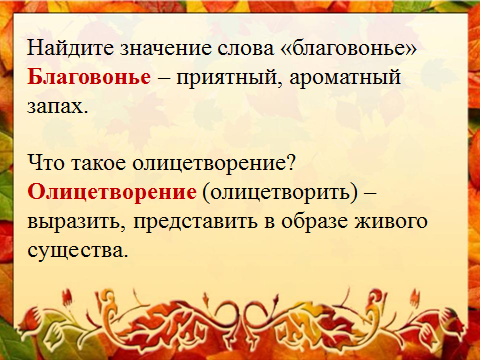 Найдите значение слова «благовонье»
Благовонье – приятный, ароматный
запах.
Что такое олицетворение?
Олицетворение (олицетворить) –
выразить, представить в образе живого
существа.